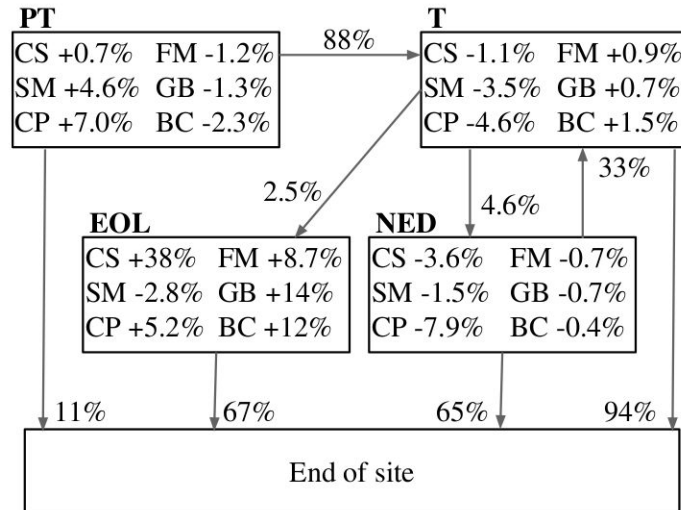 PT
CS +0.7% FM -1.2%
SM +4.6% GB -1.3%
CP +7.0% BC -2.3%
88%
T
CS -1.1% FM +0.9%
SM -3.5% GB +0.7%
CP -4.6% BC +1.5%
2.5%
4.6%
33%
EOL
CS +38% FM +8.7%
SM -2.8% GB +14%
CP +5.2% BC +12%
NED
CS -3.6% FM -0.7%
SM -1.5% GB -0.7%
CP -7.9% BC -0.4%
11%
67%
65%
94%
End of site